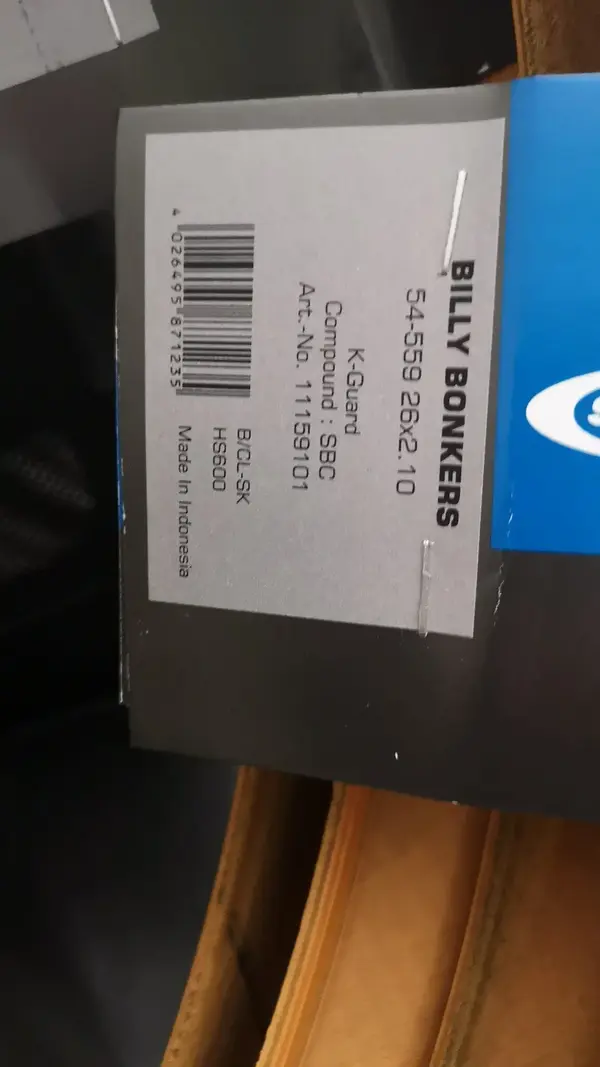 BILLY BONKERS
54-559 26x2.10
K-Guard
Compound : SBC
Art.-No. 11159101
B/CL-SK
HS600
Made In Indonesia
4 026495 871235